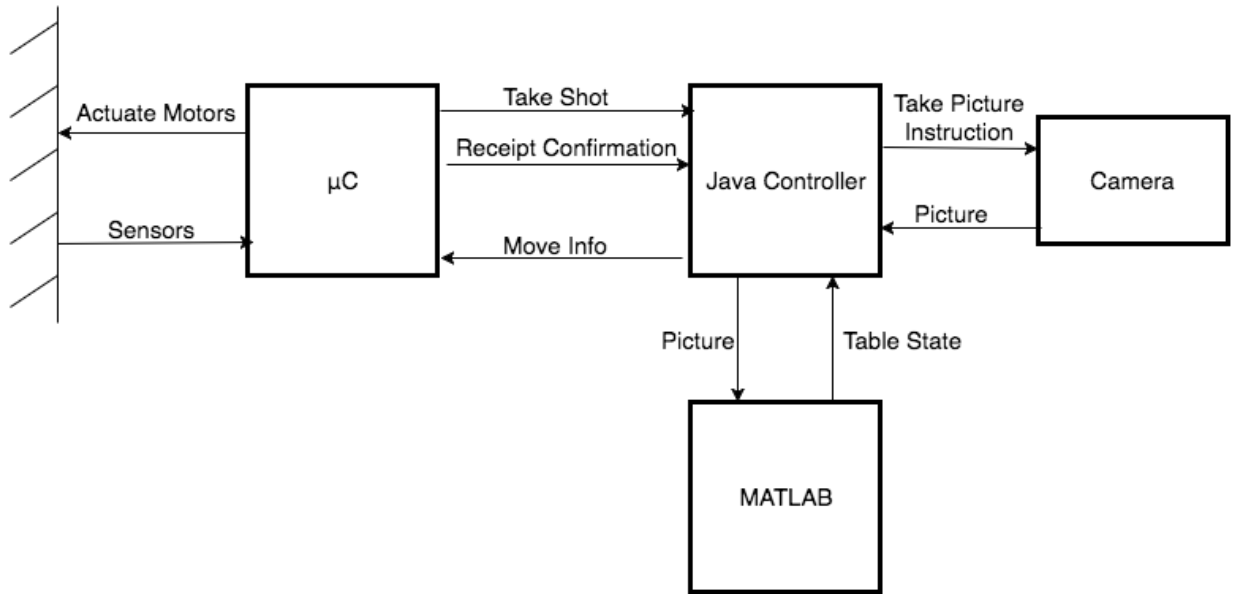 Actuate Motors
Sensors
µC
Take Shot
Receipt Confirmation
Move Info
Java Controller
Take Picture
Instruction
Picture
Camera
Picture
Table State
MATLAB